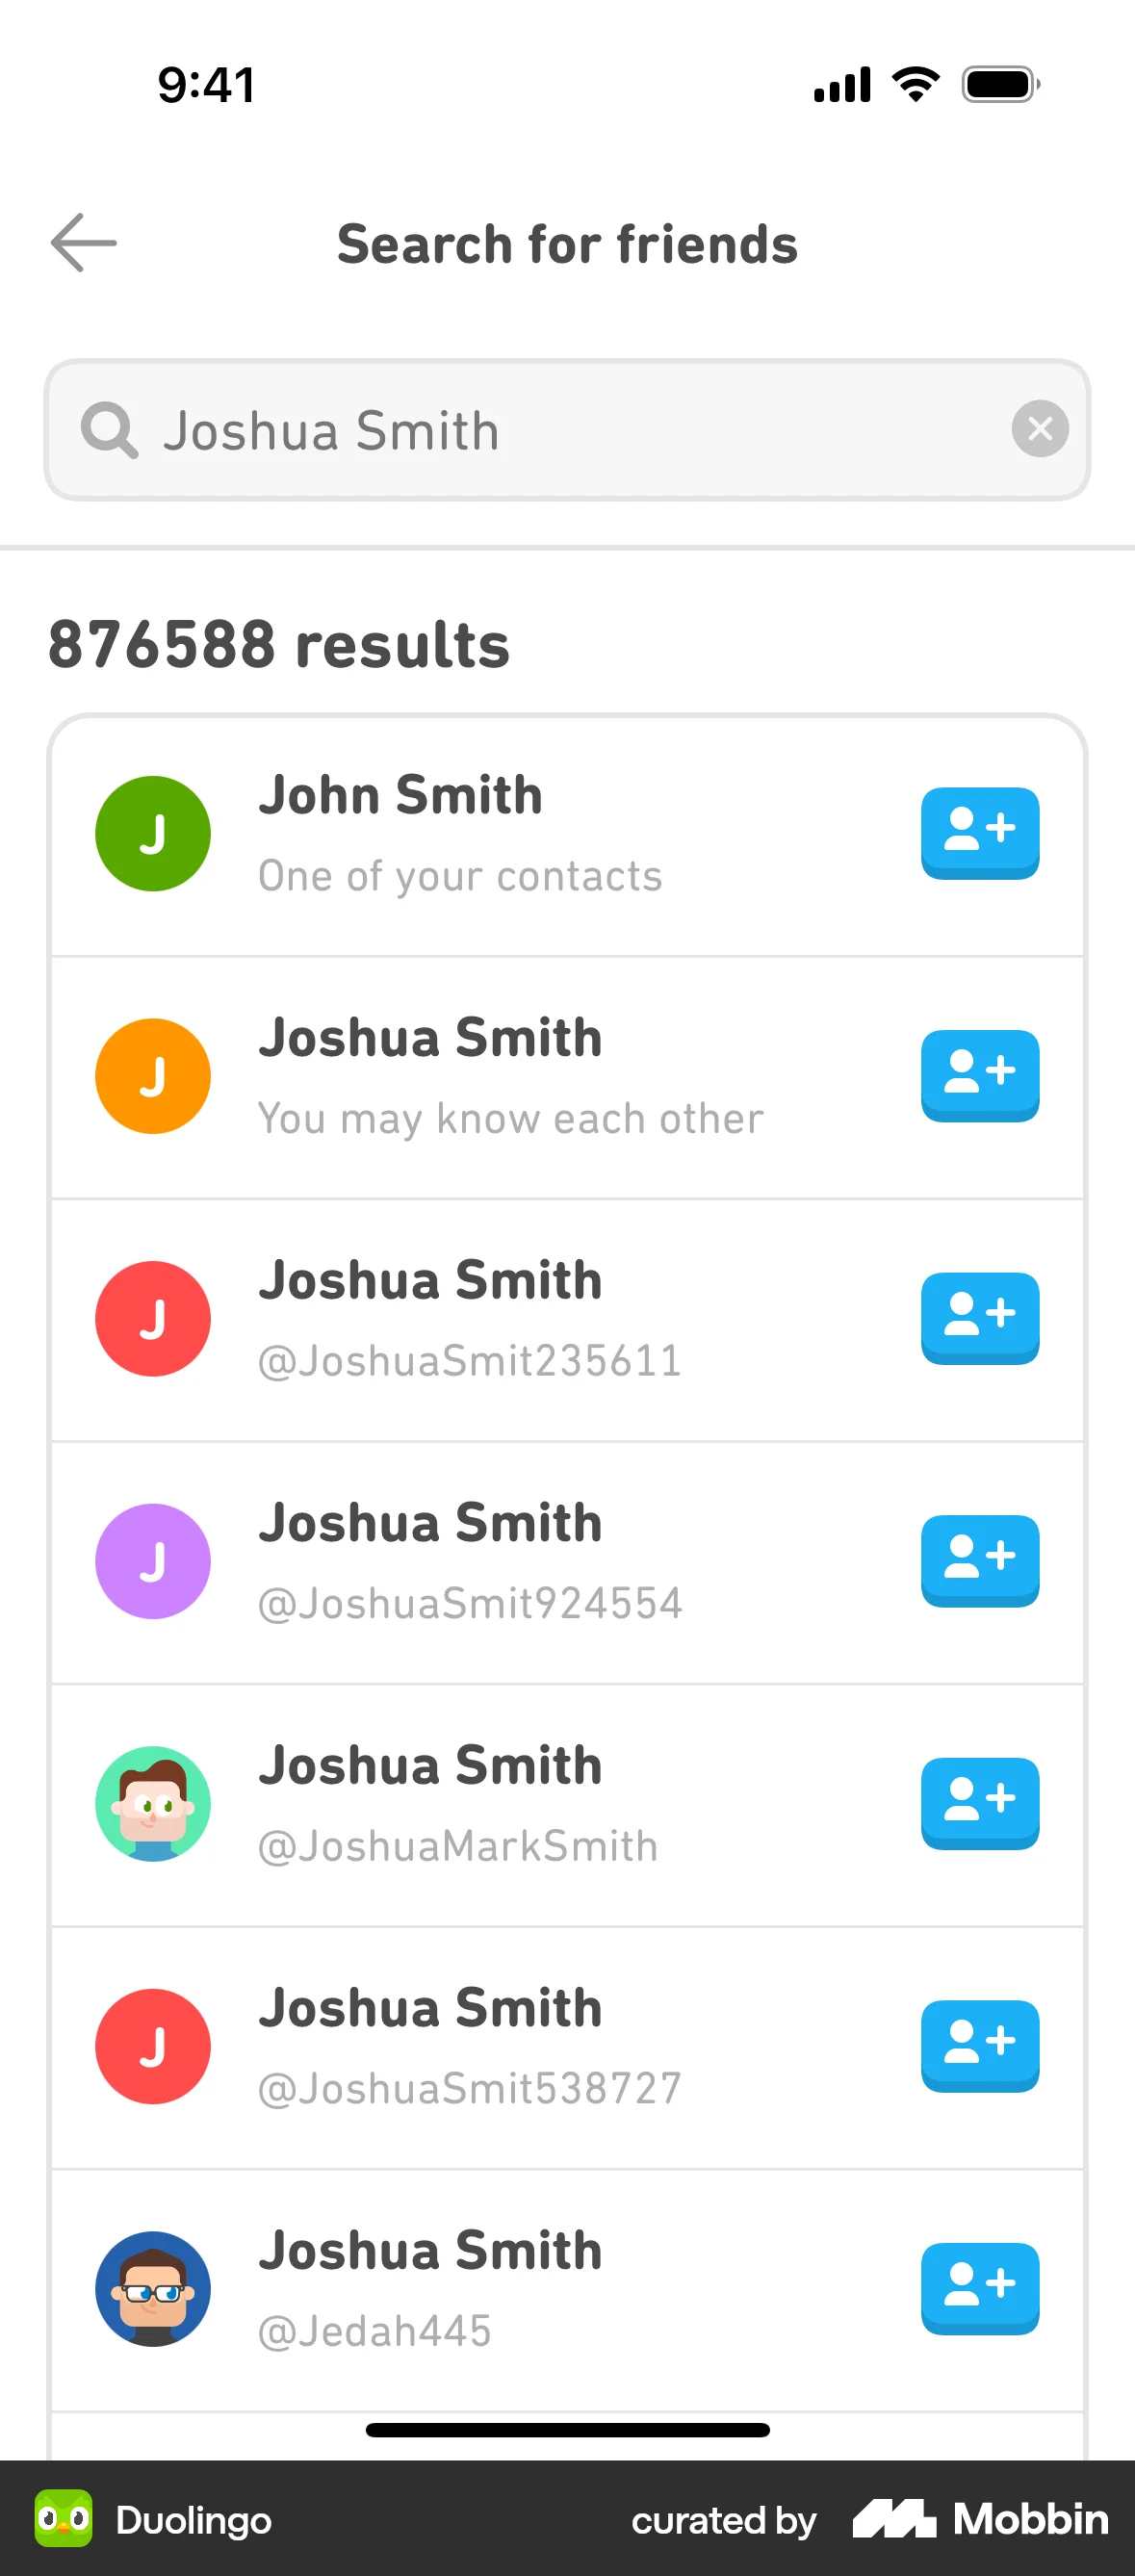 9:41
Search for friends
Joshua Smith
876588 results
J
John Smith
One of your contacts
J
Joshua Smith
You may know each other
J
Joshua Smith
@JoshuaSmit235611
J
Joshua Smith
@JoshuaSmit924554
Joshua Smith
@JoshuaMarkSmith
J
Joshua Smith
@JoshuaSmit538727
Joshua Smith
@Jedah445
Duolingo
curated by
Mobbin